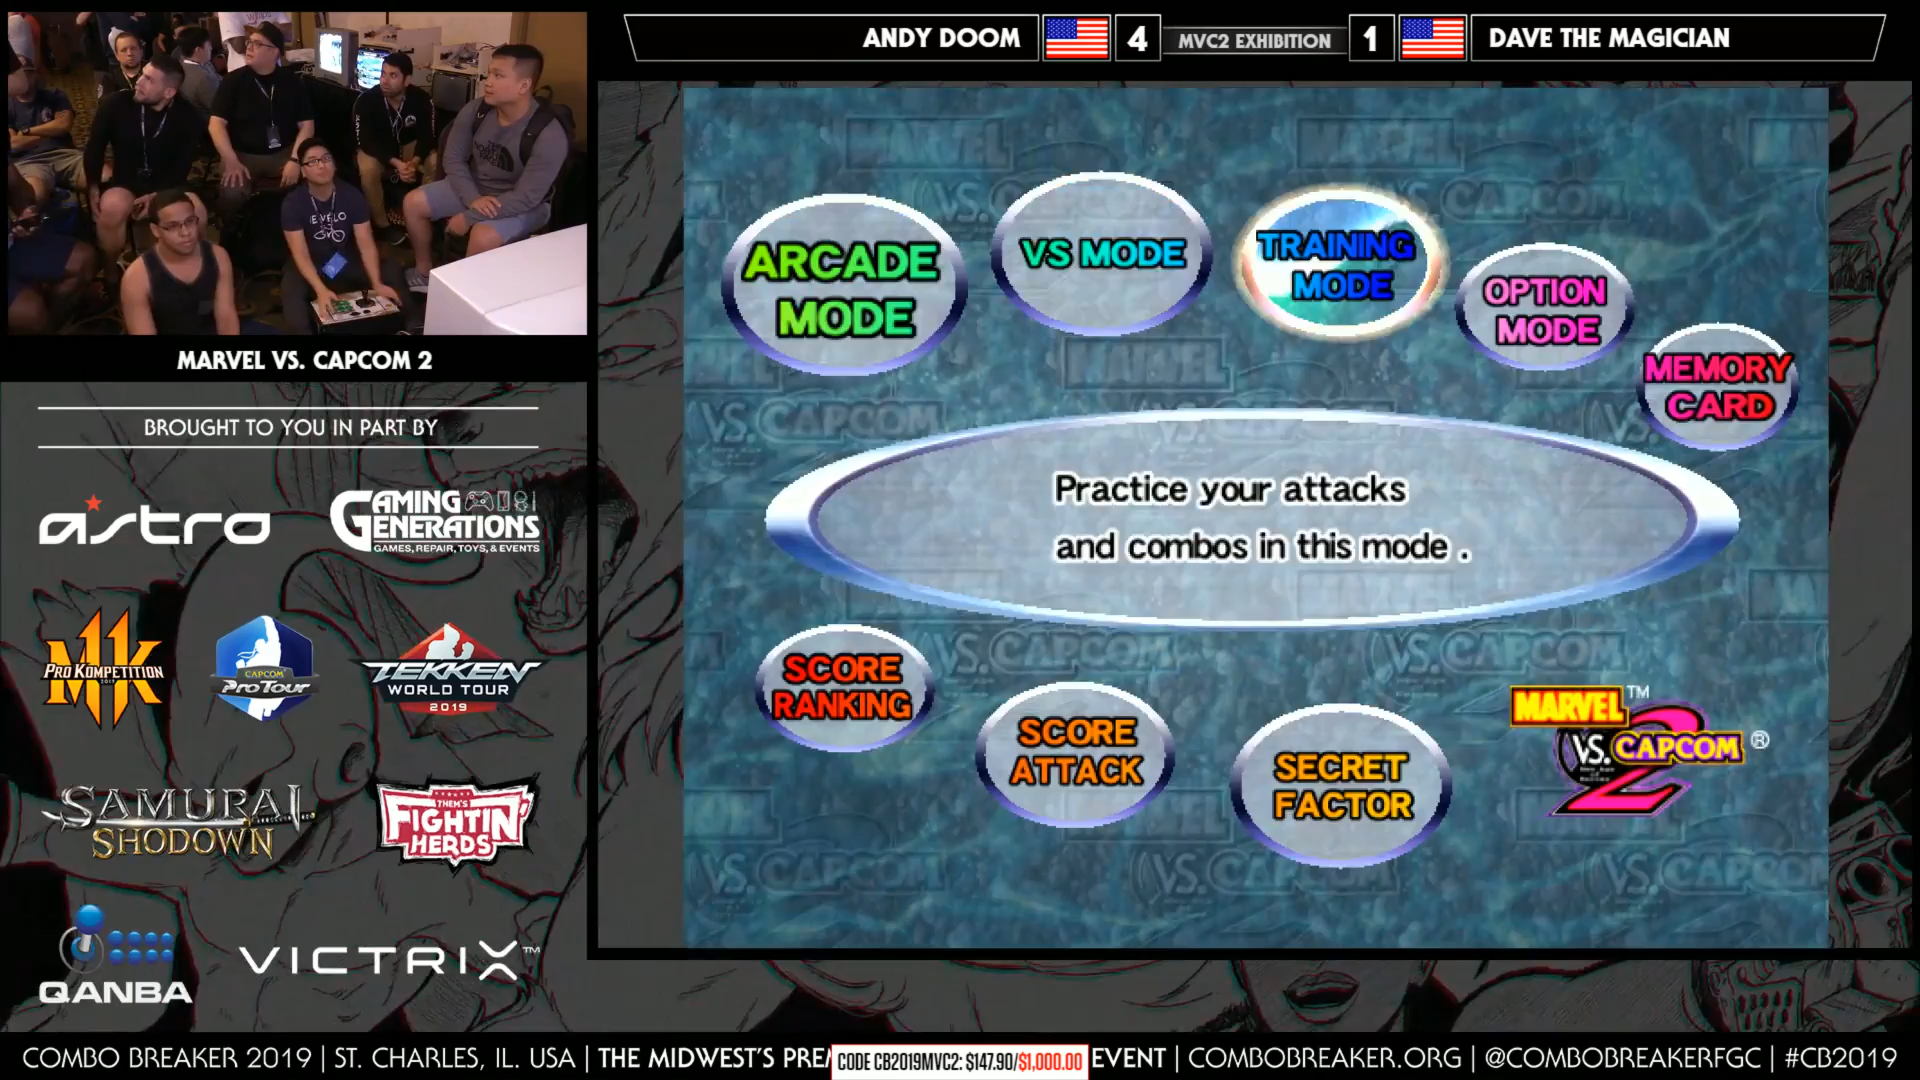 ANDY DOOM 4 MVC2 EXHIBITION 1 DAVE THE MAGICIAN
MARVEL VS. CAPCOM 2
BROUGHT TO YOU IN PART BY
astro
GAMING GENERATIONS
GAMES, REPAIR, TOYS, & EVENTS
MK11
PRO KOMPETITION
2019
CAPCOM
PRO TOUR
TEKKEN
WORLD TOUR
2019
SAMURAI
SHODOWN
THEM'S
FIGHTIN'
HERDS
QANBA
VICTRIX™
ARCADE
MODE
VS MODE
TRAINING
MODE
OPTION
MODE
MEMORY
CARD
Practice your attacks
and combos in this mode .
SCORE
RANKING
SCORE
ATTACK
SECRET
FACTOR
MARVEL™
VS. CAPCOM®
2
COMBO BREAKER 2019 | ST. CHARLES, IL. USA | THE MIDWEST'S PRE CODE CB2019MVC2: $147.90/$1,000.00 EVENT | COMBOBREAKER.ORG | @COMBOBREAKERFGC | #CB2019